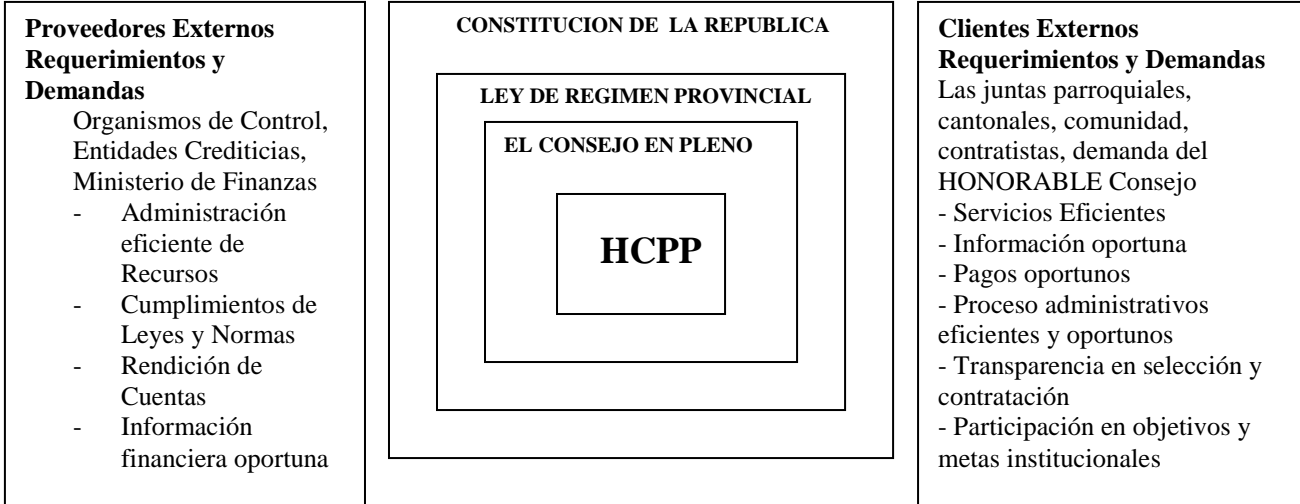 Proveedores Externos
Requerimientos y
Demandas
Organismos de Control,
Entidades Crediticias,
Ministerio de Finanzas
- Administración
eficiente de
Recursos
- Cumplimientos de
Leyes y Normas
- Rendición de
Cuentas
- Información
financiera oportuna
CONSTITUCION DE LA REPUBLICA
LEY DE REGIMEN PROVINCIAL
EL CONSEJO EN PLENO
HCPP
Clientes Externos
Requerimientos y Demandas
Las juntas parroquiales,
cantonales, comunidad,
contratistas, demanda del
HONORABLE Consejo
- Servicios Eficientes
- Información oportuna
- Pagos oportunos
- Proceso administrativos
eficientes y oportunos
- Transparencia en selección y
contratación
- Participación en objetivos y
metas institucionales